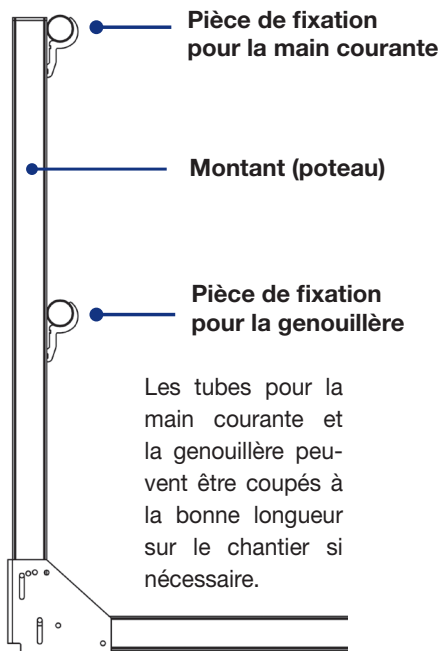 Pièce de fixation
pour la main courante
Montant (poteau)
Pièce de fixation
pour la genouillère
Les tubes pour la
main courante et
la genouillère peu-
vent être coupés à
la bonne longueur
sur le chantier si
nécessaire.